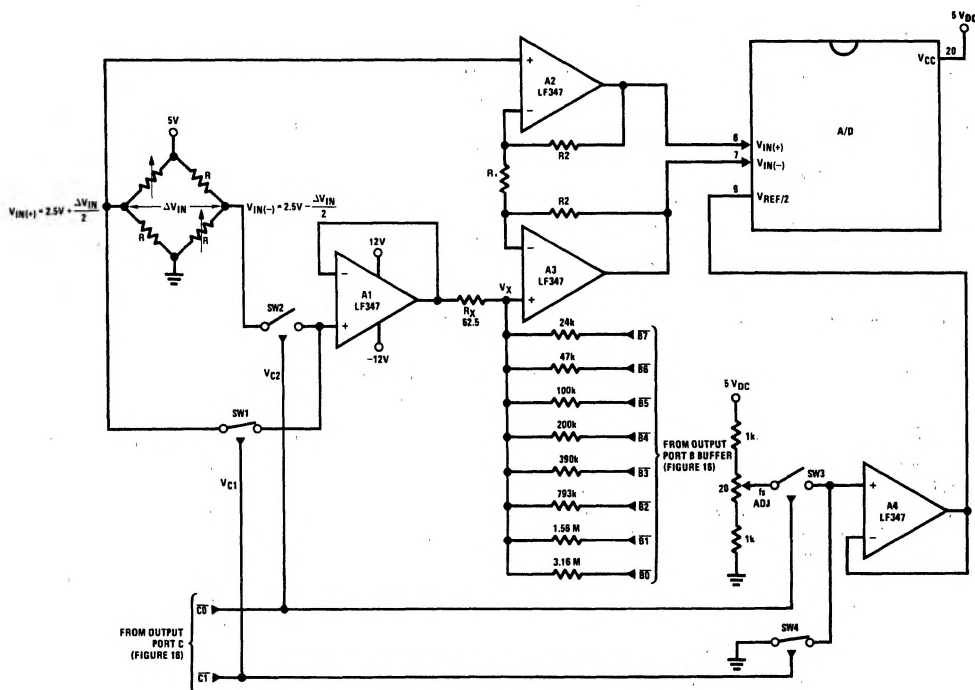 5 VDC
VCC
20
A2
LF347
+
−
A/D
R2
6
VIN(+)
7
VIN(−)
R2
9
VREF/2
5V
R
VIN(+) = 2.5V + ΔVIN/2
ΔVIN
VIN(−) = 2.5V − ΔVIN/2
R
R
SW2
VC2
12V
−
A1
LF347
+
−12V
RX
62.5
VX
−
A3
LF347
+
24k
B7
47k
B6
100k
B5
200k
B4
390k
B3
793k
B2
1.56 M
B1
3.16 M
B0
FROM OUTPUT
PORT B BUFFER
(FIGURE 16)
SW1
VC1
5 VDC
1k
20
fs
ADJ
1k
SW3
+
A4
LF347
−
SW4
FROM OUTPUT
PORT C
(FIGURE 16)
C0
C1